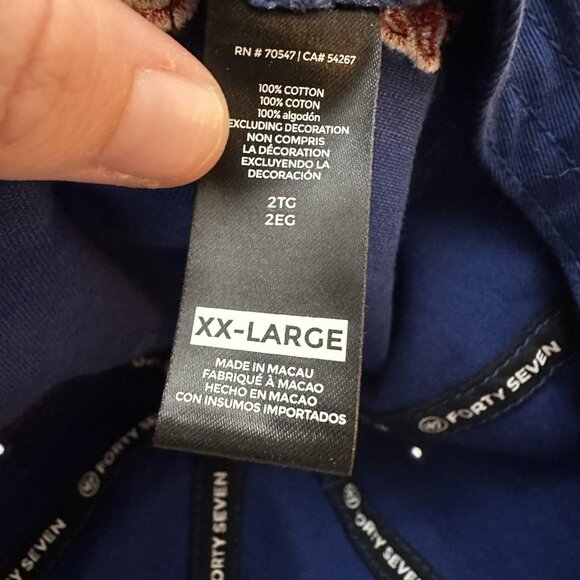 RN # 70547 | CA# 54267
100% COTTON
100% COTON
100% algodón
EXCLUDING DECORATION
NON COMPRIS
LA DÉCORATION
EXCLUYENDO LA
DECORACIÓN
2TG
2EG
XX-LARGE
MADE IN MACAU
FABRIQUÉ À MACAO
HECHO EN MACAO
CON INSUMOS IMPORTADOS
FORTY SEVEN
FORTY SEVEN
FORTY SEVEN
FORTY SEVEN